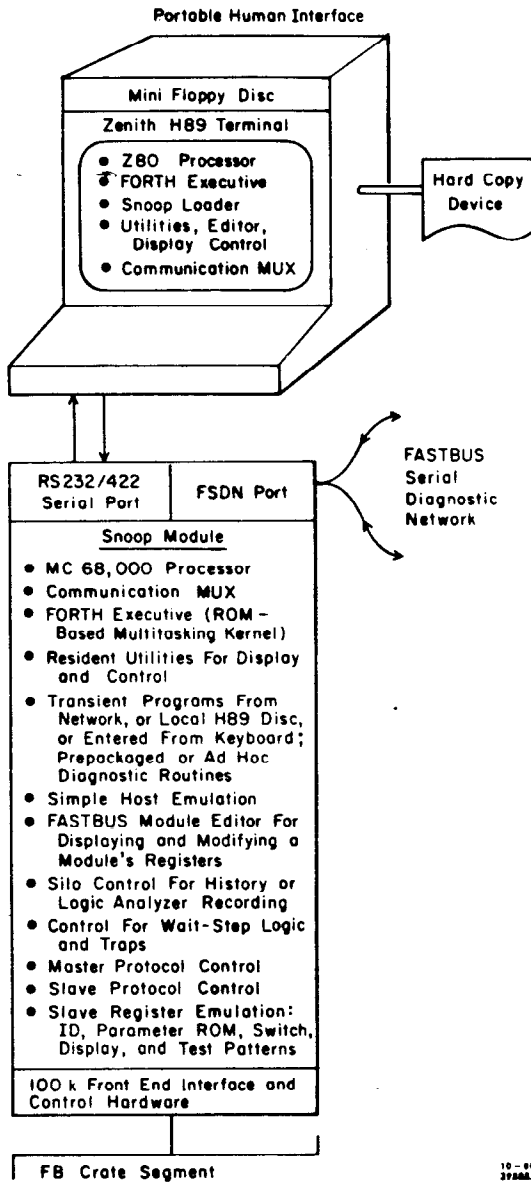 Portable Human Interface
Mini Floppy Disc
Zenith H89 Terminal
● Z80 Processor
● FORTH Executive
● Snoop Loader
● Utilities, Editor,
Display Control
● Communication MUX
Hard Copy
Device
RS232/422
Serial Port
FSDN Port
FASTBUS
Serial
Diagnostic
Network
Snoop Module
● MC 68,000 Processor
● Communication MUX
● FORTH Executive (ROM-
Based Multitasking Kernel)
● Resident Utilities For Display
and Control
● Transient Programs From
Network, or Local H89 Disc,
or Entered From Keyboard;
Prepackaged or Ad Hoc
Diagnostic Routines
● Simple Host Emulation
● FASTBUS Module Editor For
Displaying and Modifying a
Module's Registers
● Silo Control For History or
Logic Analyzer Recording
● Control For Wait-Step Logic
and Traps
● Master Protocol Control
● Slave Protocol Control
● Slave Register Emulation:
ID, Parameter ROM, Switch,
Display, and Test Patterns
100 k Front End Interface and
Control Hardware
FB Crate Segment